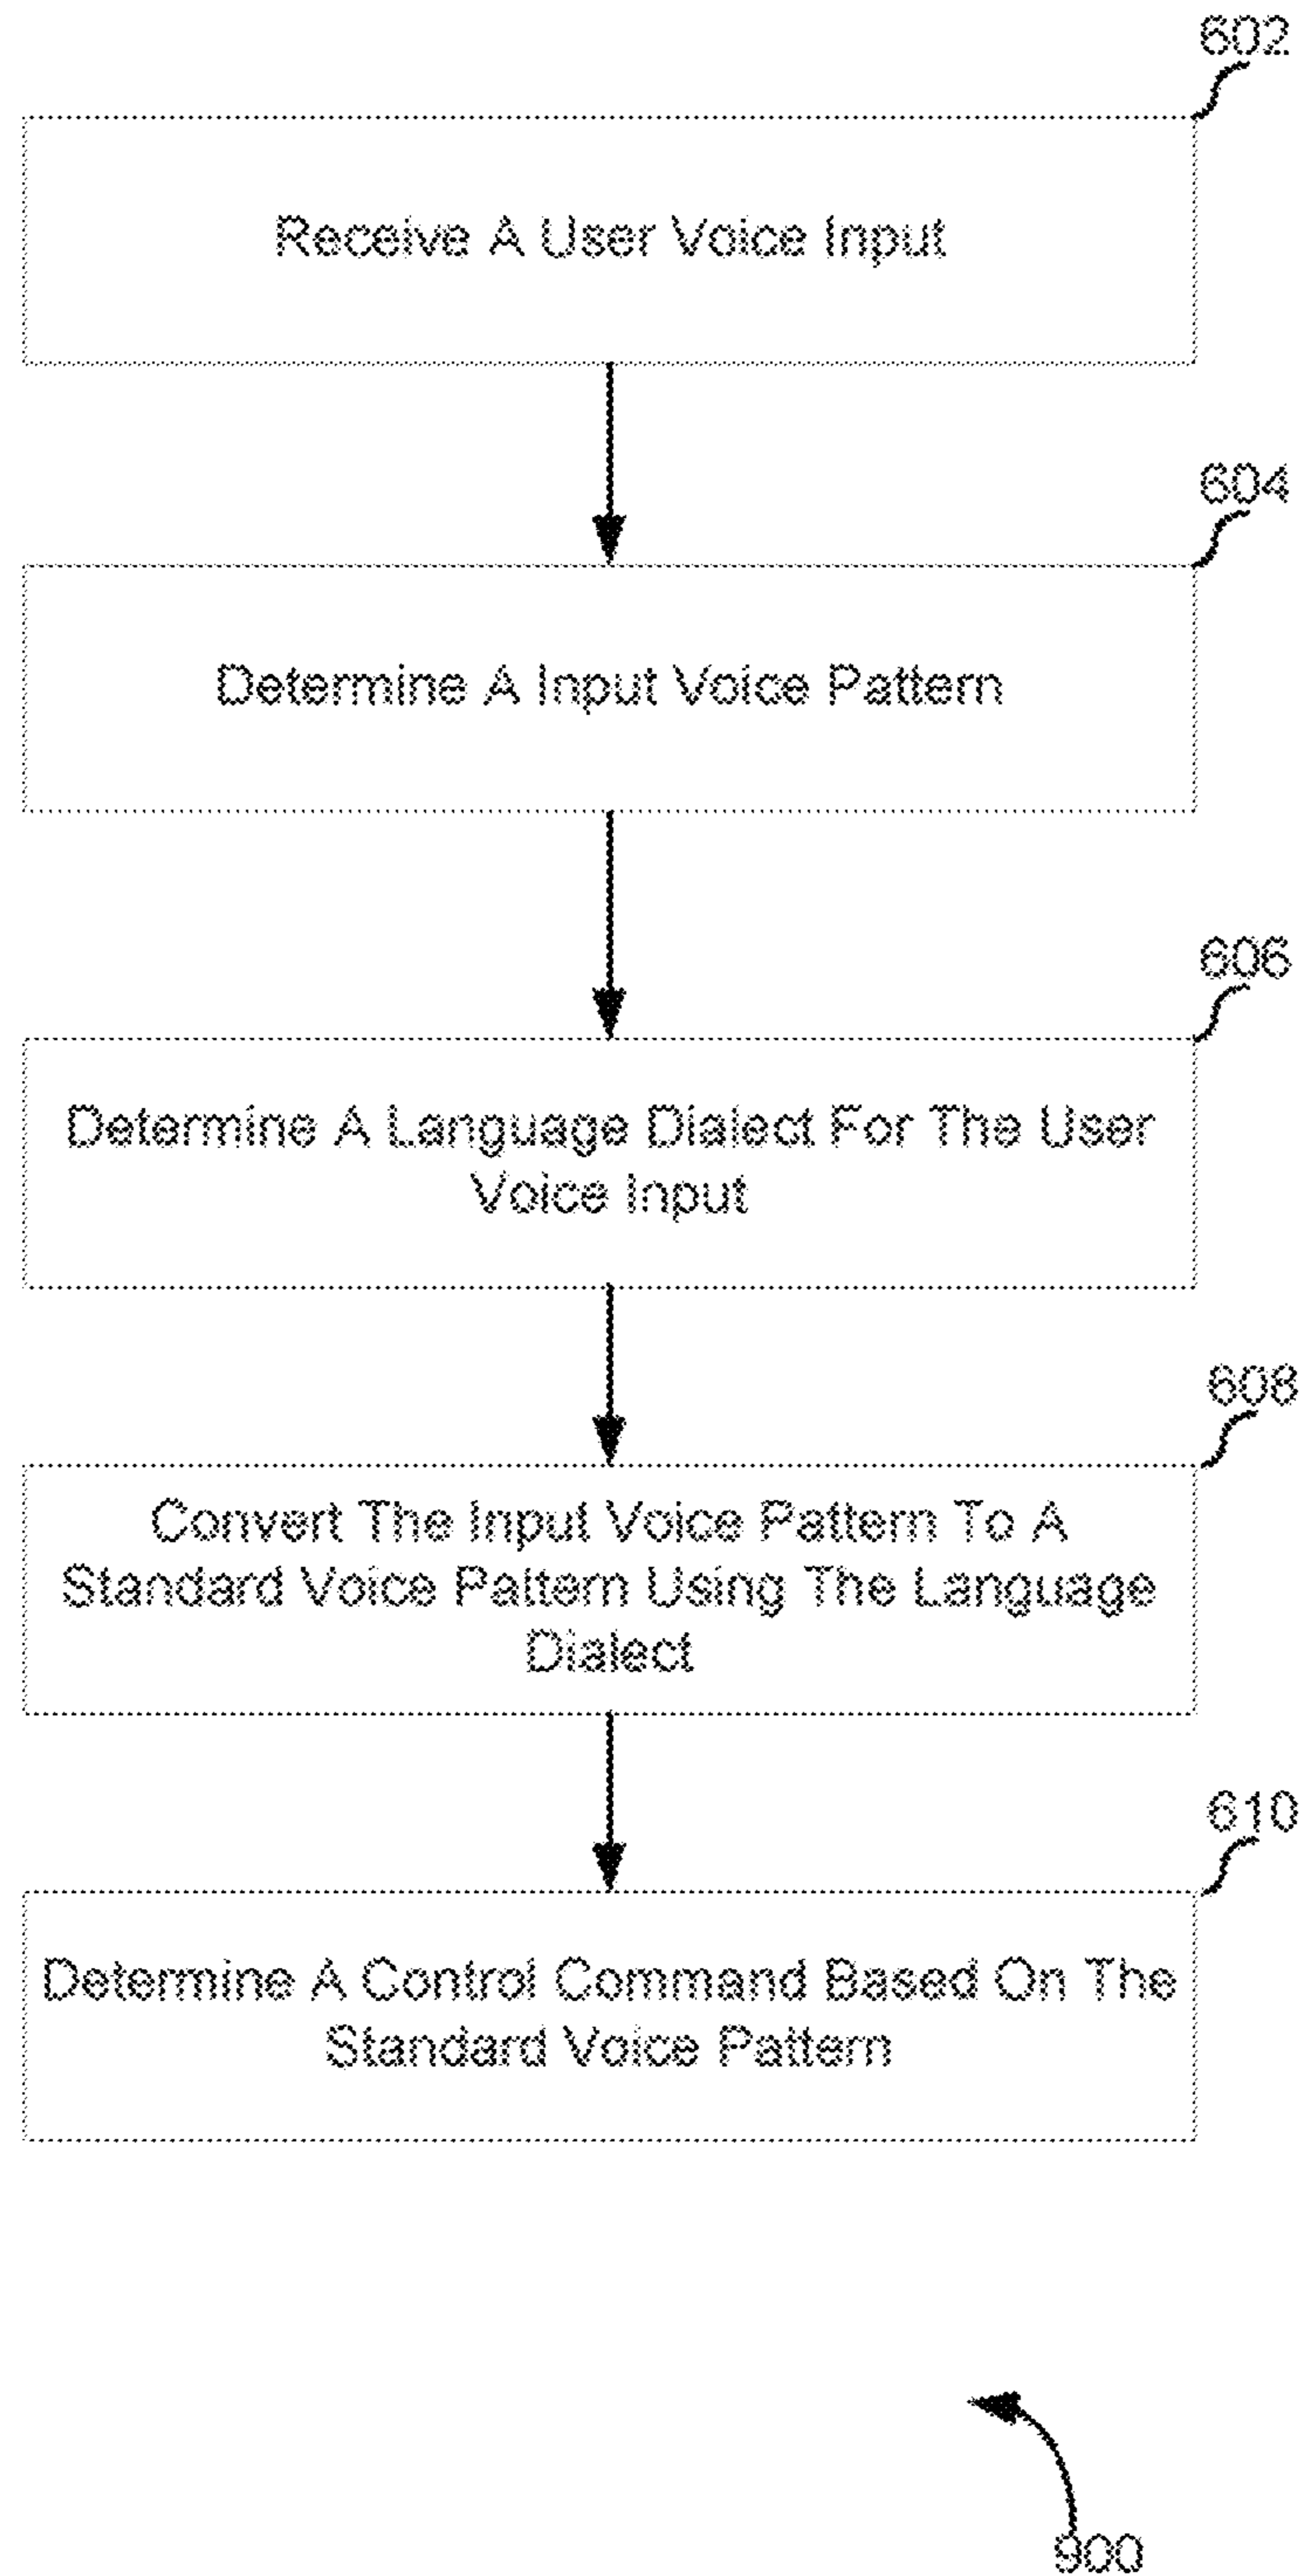 602
Receive A User Voice Input
604
Determine A Input Voice Pattern
606
Determine A Language Dialect For The User
Voice Input
608
Convert The Input Voice Pattern To A
Standard Voice Pattern Using The Language
Dialect
610
Determine A Control Command Based On The
Standard Voice Pattern
900